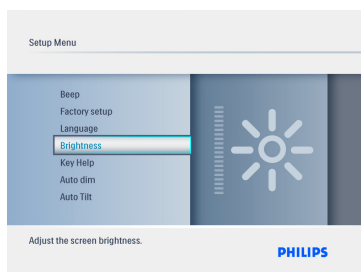 Setup Menu
Beep
Factory setup
Language
Brightness
Key Help
Auto dim
Auto Tilt
Adjust the screen brightness.
PHILIPS